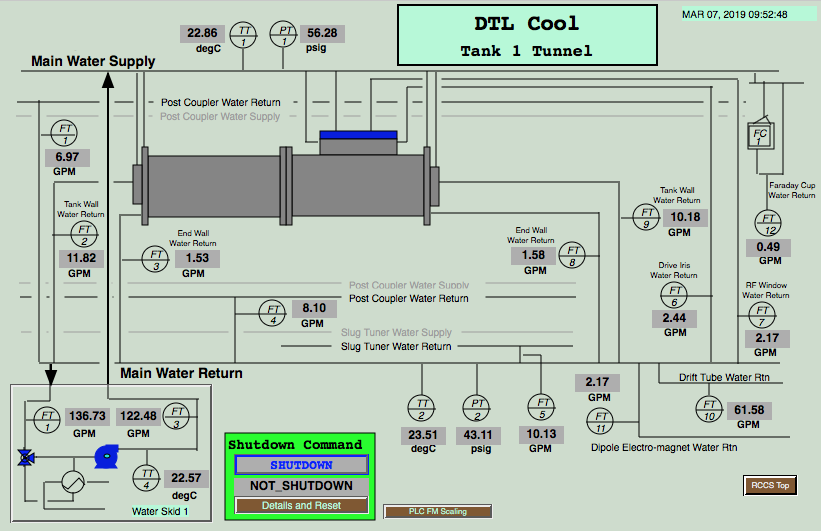 MAR 07, 2019 09:52:48
DTL Cool
Tank 1 Tunnel
22.86
degC
TT
1
PT
1
56.28
psig
Main Water Supply
Post Coupler Water Return
Post Coupler Water Supply
FT
1
6.97
GPM
FC
1
Tank Wall
Water Return
FT
2
11.82
GPM
End Wall
Water Return
FT
3
1.53
GPM
End Wall
Water Return
1.58
GPM
FT
8
Tank Wall
Water Return
FT
9
10.18
GPM
Faraday Cup
Water Return
FT
12
0.49
GPM
Drive Iris
Water Return
FT
6
2.44
GPM
RF Window
Water Return
FT
7
2.17
GPM
Post Coupler Water Supply
Post Coupler Water Return
FT
4
8.10
GPM
Slug Tuner Water Supply
Slug Tuner Water Return
Main Water Return
TT
2
23.51
degC
PT
2
43.11
psig
FT
5
10.13
GPM
2.17
GPM
FT
11
Drift Tube Water Rtn
FT
10
61.58
GPM
Dipole Electro-magnet Water Rtn
FT
1
136.73
GPM
122.48
GPM
FT
3
TT
4
22.57
degC
Water Skid 1
Shutdown Command
SHUTDOWN
NOT_SHUTDOWN
Details and Reset
PLC FM Scaling
RCCS Top